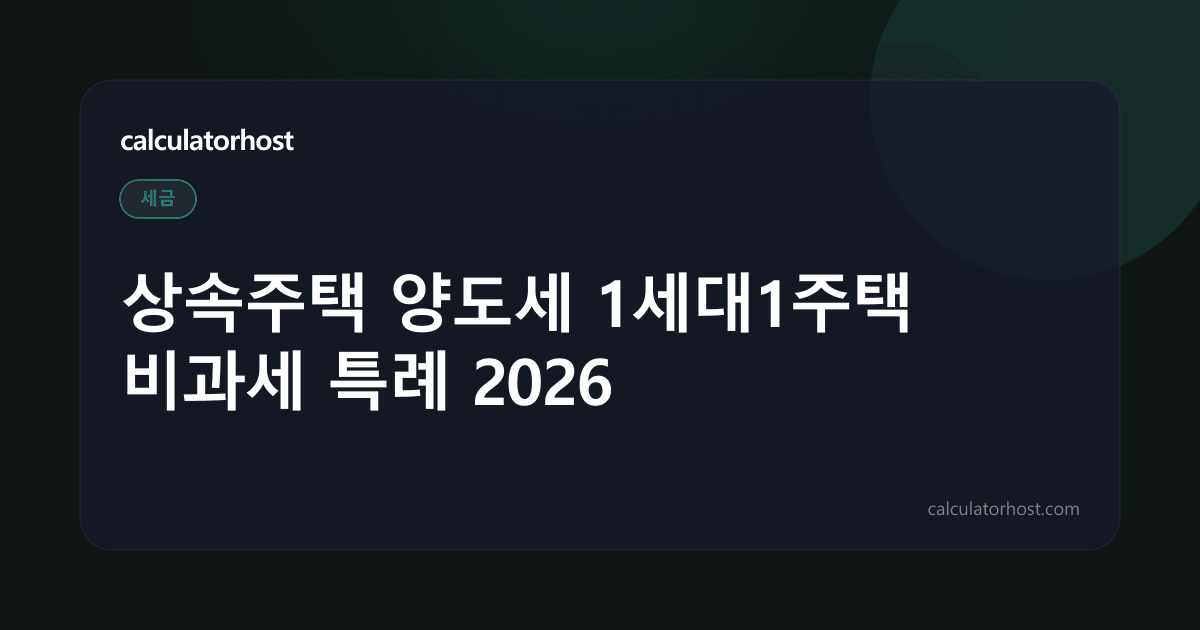 calculatorhost
세금
상속주택 양도세 1세대1주택
비과세 특례 2026
calculatorhost.com